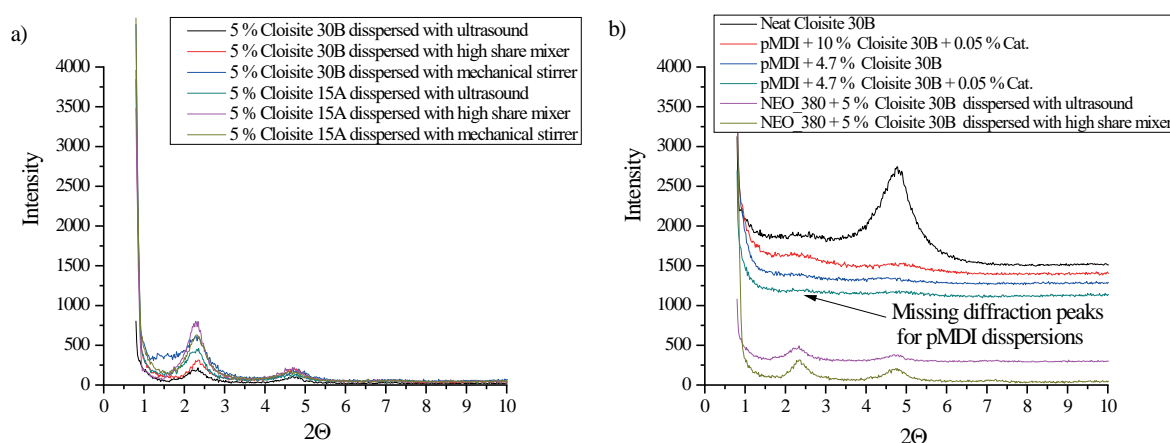 a)
5 % Cloisite 30B disspersed with ultrasound
5 % Cloisite 30B disspersed with high share mixer
5 % Cloisite 30B disspersed with mechanical stirrer
5 % Cloisite 15A disspersed with ultrasound
5 % Cloisite 15A disspersed with high share mixer
5 % Cloisite 15A disspersed with mechanical stirrer
4000
3500
3000
2500
2000
1500
1000
500
0
Intensity
0 1 2 3 4 5 6 7 8 9 10
2Θ
b)
Neat Cloisite 30B
pMDI + 10 % Cloisite 30B + 0.05 % Cat.
pMDI + 4.7 % Cloisite 30B
pMDI + 4.7 % Cloisite 30B + 0.05 % Cat.
NEO_380 + 5 % Cloisite 30B disspersed with ultrasound
NEO_380 + 5 % Cloisite 30B disspersed with high share mixer
4000
3500
3000
2500
2000
1500
1000
500
0
Intensity
Missing diffraction peaks
for pMDI disspersions
0 1 2 3 4 5 6 7 8 9 10
2Θ